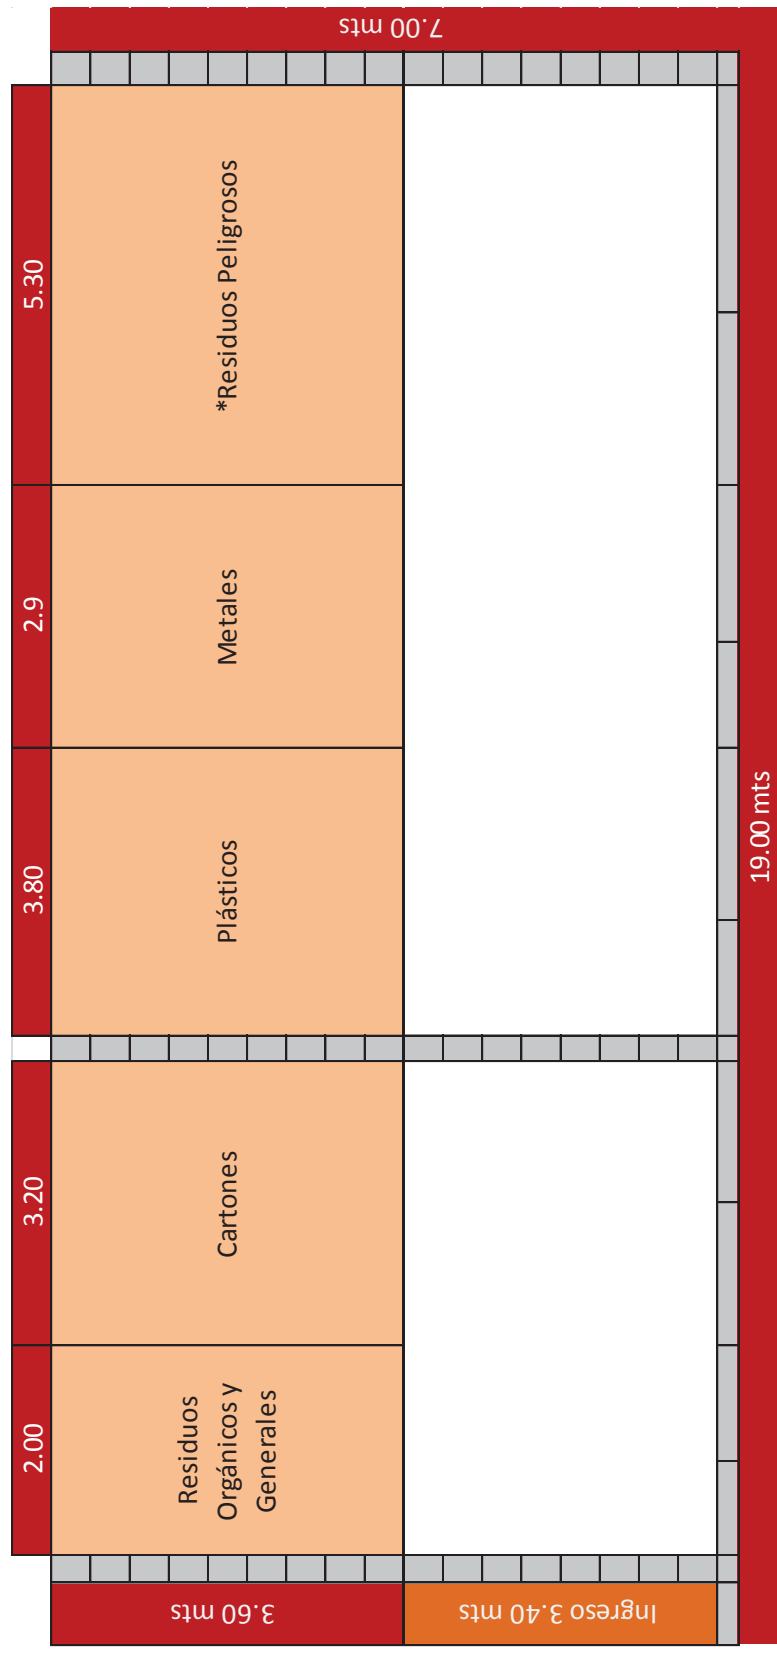 7.00 mts
2.00
3.20
3.80
2.9
5.30
Residuos
Orgánicos y
Generales
Cartones
Plásticos
Metales
*Residuos Peligrosos
3.60 mts
Ingreso 3.40 mts
19.00 mts